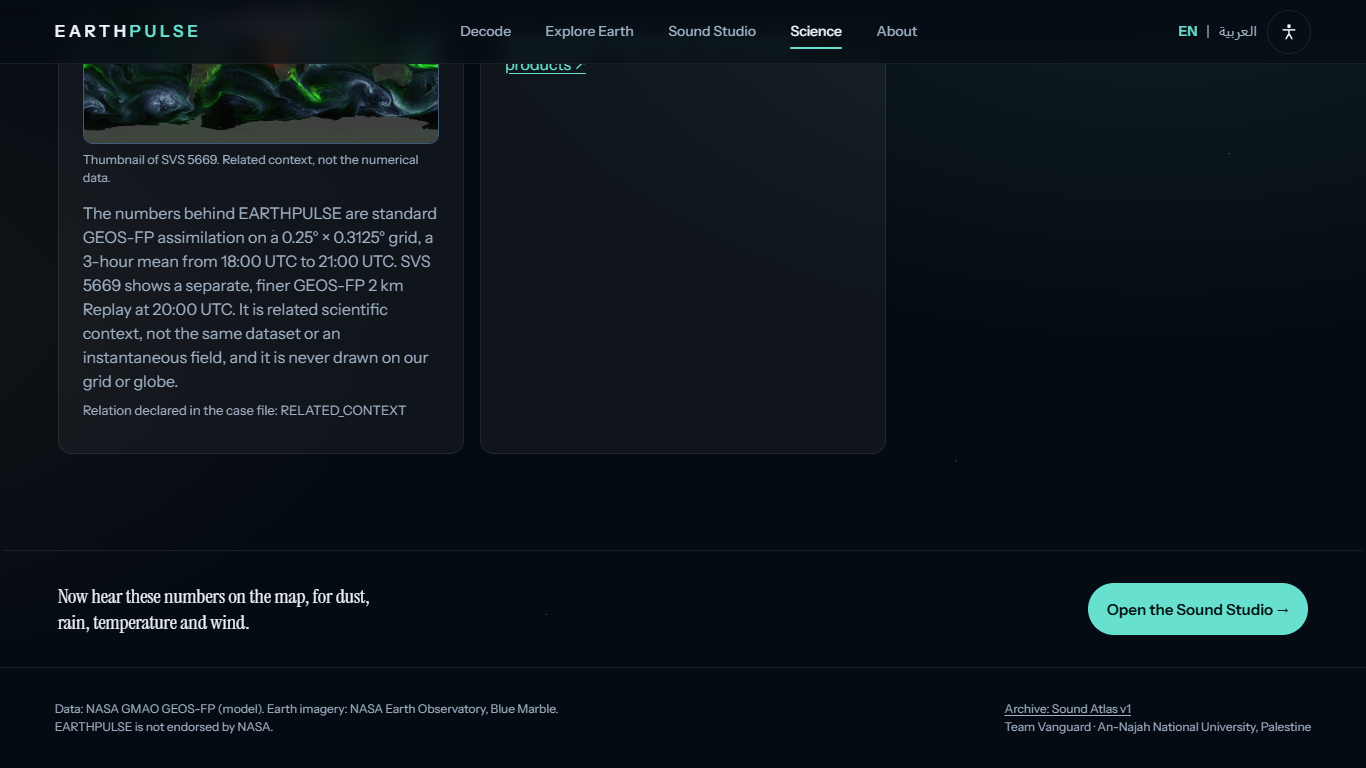 EARTHPULSE
Decode
Explore Earth
Sound Studio
Science
About
EN | العربية
products ↗
Thumbnail of SVS 5669. Related context, not the numerical
data.
The numbers behind EARTHPULSE are standard
GEOS-FP assimilation on a 0.25° × 0.3125° grid, a
3-hour mean from 18:00 UTC to 21:00 UTC. SVS
5669 shows a separate, finer GEOS-FP 2 km
Replay at 20:00 UTC. It is related scientific
context, not the same dataset or an
instantaneous field, and it is never drawn on our
grid or globe.
Relation declared in the case file: RELATED_CONTEXT
Now hear these numbers on the map, for dust,
rain, temperature and wind.
Open the Sound Studio →
Data: NASA GMAO GEOS-FP (model). Earth imagery: NASA Earth Observatory, Blue Marble.
EARTHPULSE is not endorsed by NASA.
Archive: Sound Atlas v1
Team Vanguard · An-Najah National University, Palestine